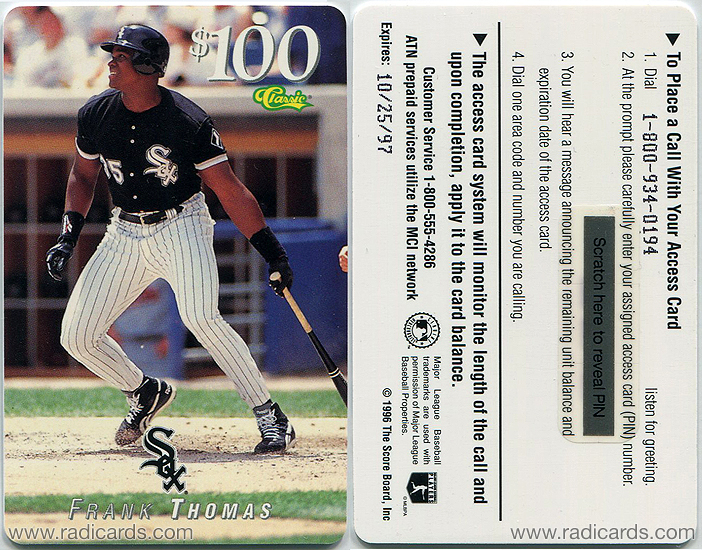 $100
Classic
35
Sox
Sox
FRANK THOMAS
www.radicards.com
▶ To Place a Call With Your Access Card
1. Dial 1-800-934-0194 listen for greeting.
2. At the prompt please carefully enter your assigned access card (PIN) number.
Scratch here to reveal PIN
3. You will hear a message announcing the remaining unit balance and
expiration date of the access card.
4. Dial one area code and number you are calling.
▶ The access card system will monitor the length of the call and
upon completion, apply it to the card balance.
Customer Service 1-800-555-4286
ATN prepaid services utilize the MCI network
Expires: 10/25/97
Major League Baseball
trademarks are used with
permission of Major League
Baseball Properties.
PLAYERS
© MLBPA
© 1996 The Score Board, Inc
www.radicards.com